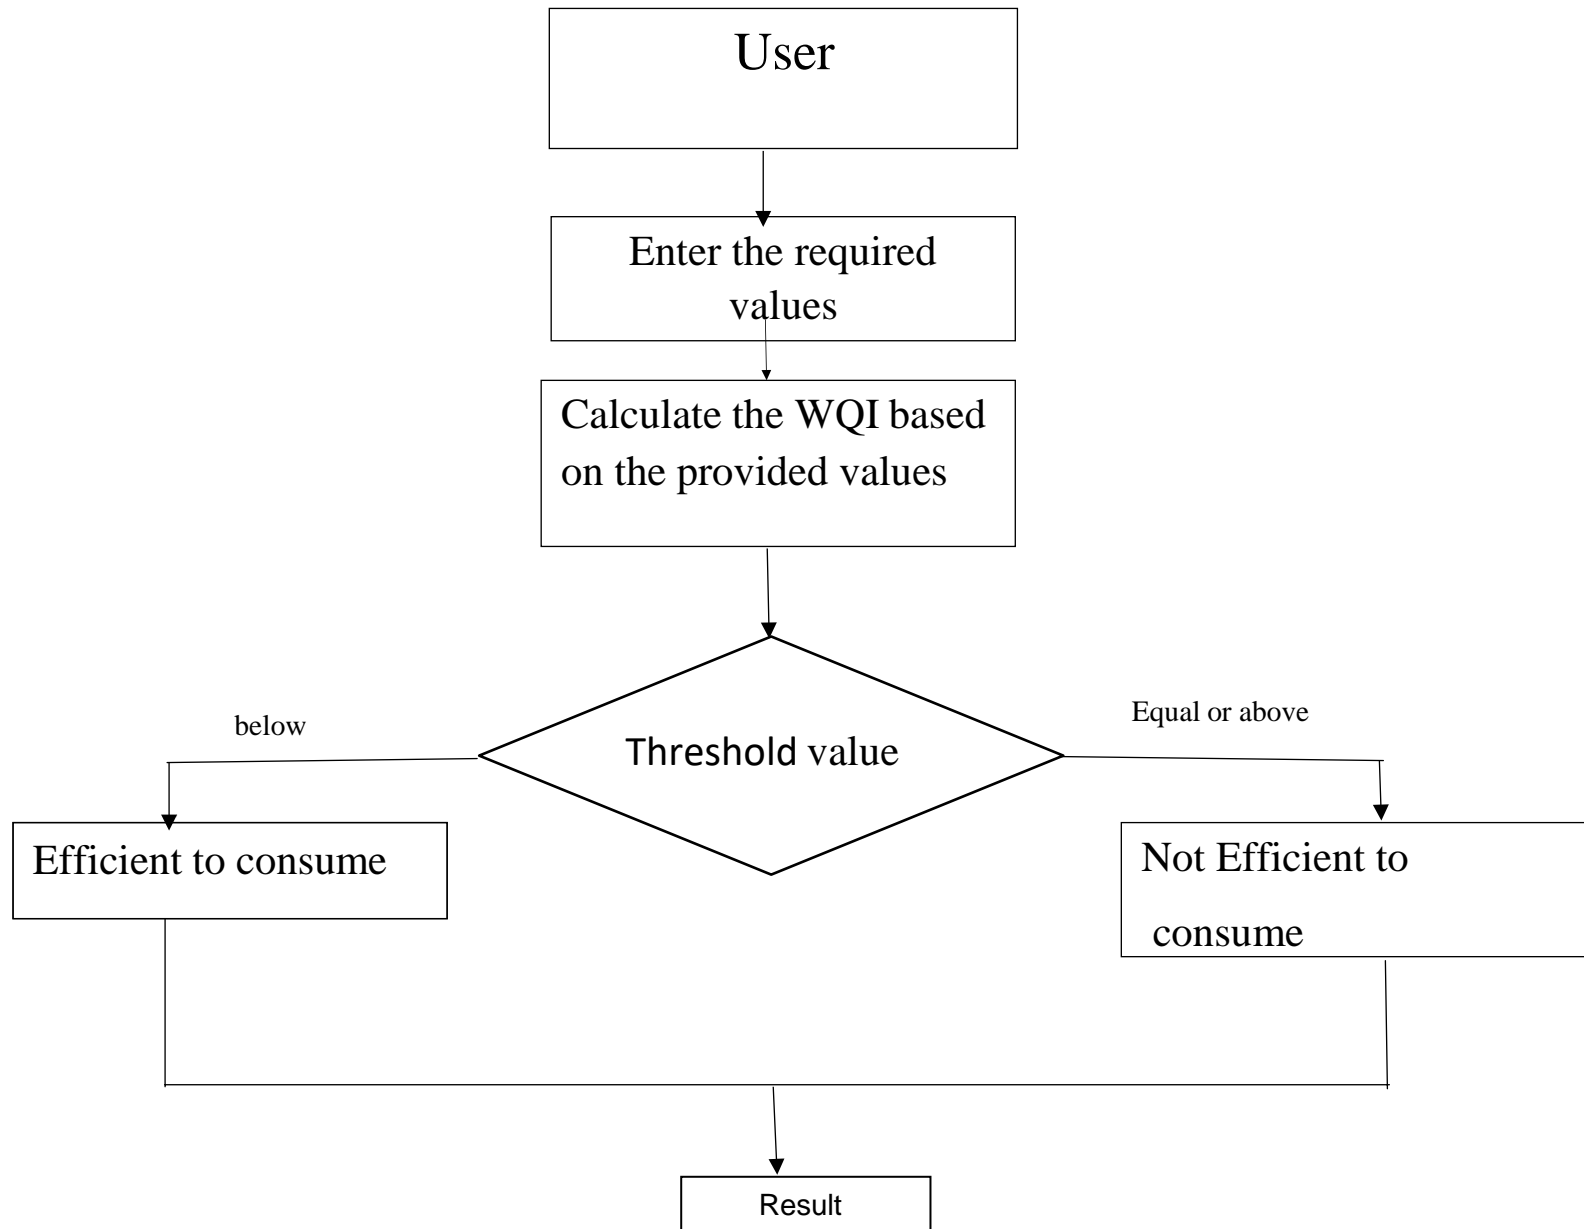 User
Enter the required
values
Calculate the WQI based
on the provided values
below
Equal or above
Threshold value
Efficient to consume
Not Efficient to
consume
Result